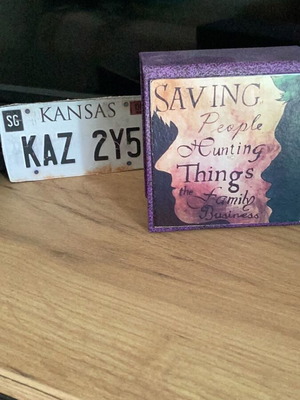 SG KANSAS
KAZ 2Y5
SAVING
People
Hunting
Things
the Family
Business